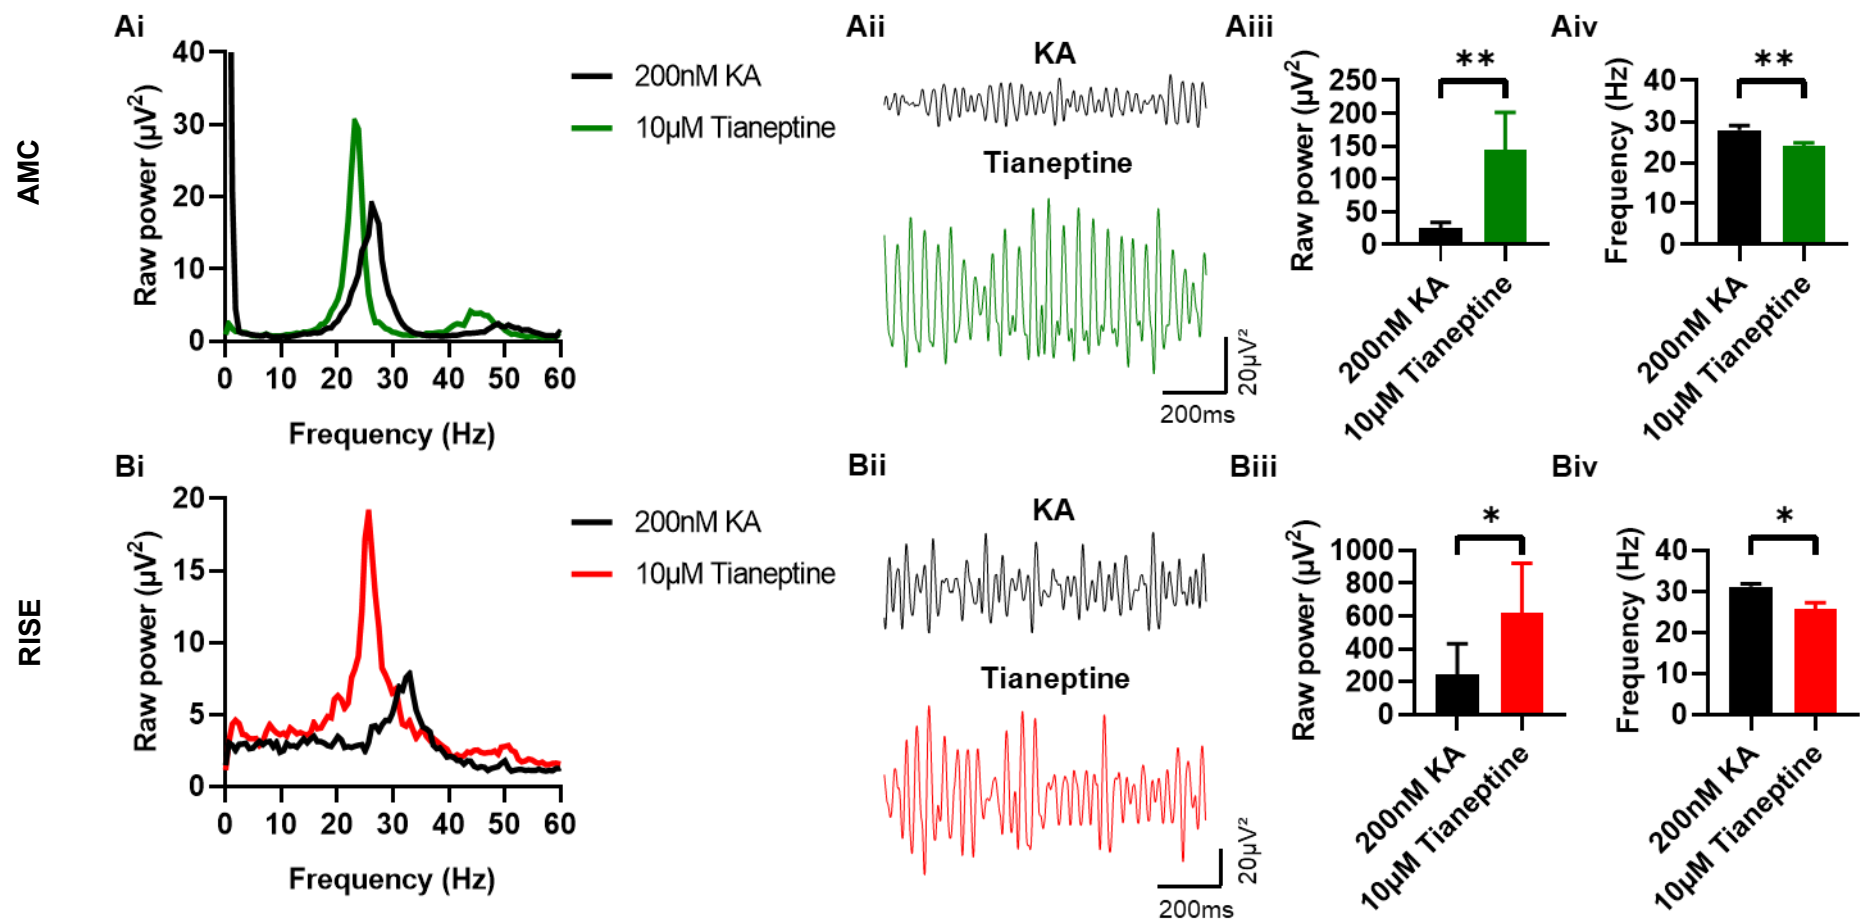 AMC
Ai
Raw power (µV²)
40
30
20
10
0
0 10 20 30 40 50 60
Frequency (Hz)
200nM KA
10µM Tianeptine
Aii
KA
Tianeptine
20µV²
200ms
Aiii
**
Raw power (µV²)
250
200
150
100
50
0
200nM KA
10µM Tianeptine
Aiv
**
Frequency (Hz)
40
30
20
10
0
200nM KA
10µM Tianeptine
RISE
Bi
Raw power (µV²)
20
15
10
5
0
0 10 20 30 40 50 60
Frequency (Hz)
200nM KA
10µM Tianeptine
Bii
KA
Tianeptine
20µV²
200ms
Biii
*
Raw power (µV²)
1000
800
600
400
200
0
200nM KA
10µM Tianeptine
Biv
*
Frequency (Hz)
40
30
20
10
0
200nM KA
10µM Tianeptine